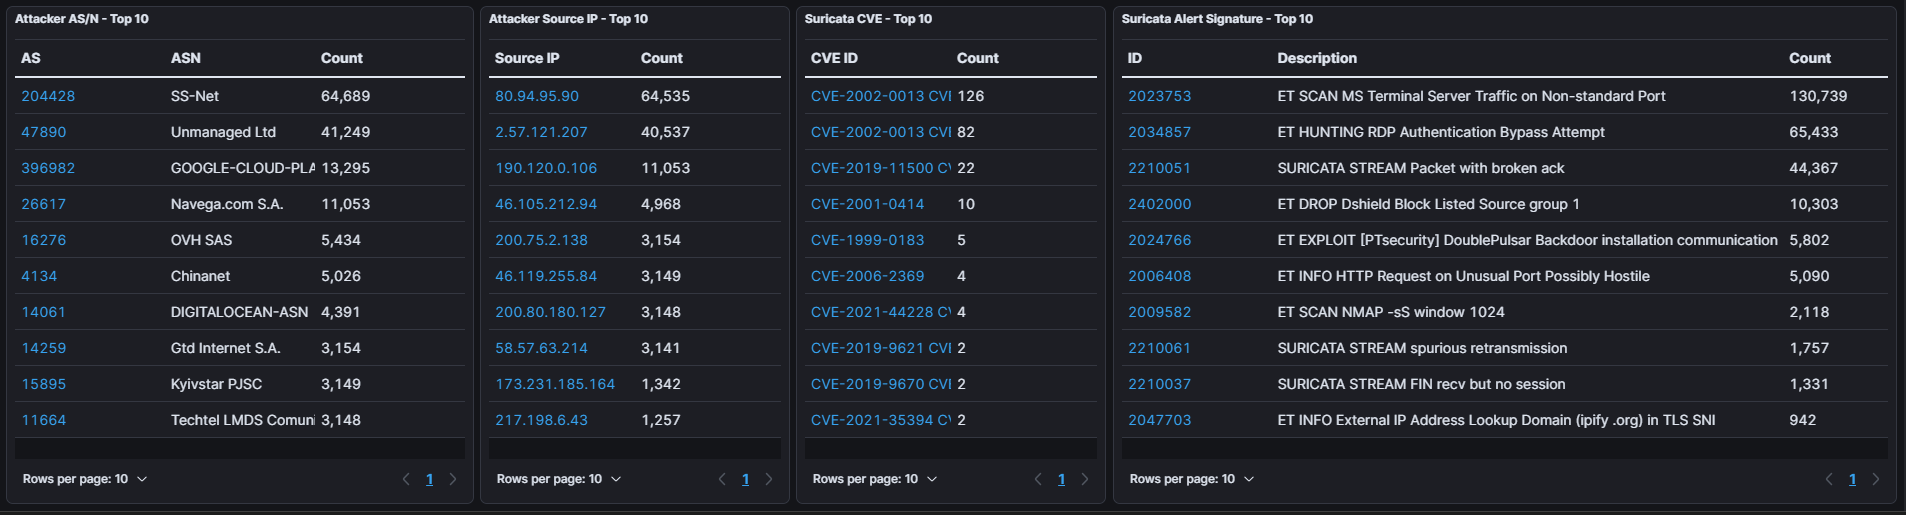 Attacker AS/N - Top 10
AS ASN Count
204428 SS-Net 64,689
47890 Unmanaged Ltd 41,249
396982 GOOGLE-CLOUD-PLA 13,295
26617 Navega.com S.A. 11,053
16276 OVH SAS 5,434
4134 Chinanet 5,026
14061 DIGITALOCEAN-ASN 4,391
14259 Gtd Internet S.A. 3,154
15895 Kyivstar PJSC 3,149
11664 Techtel LMDS Comuni 3,148
Rows per page: 10 1
Attacker Source IP - Top 10
Source IP Count
80.94.95.90 64,535
2.57.121.207 40,537
190.120.0.106 11,053
46.105.212.94 4,968
200.75.2.138 3,154
46.119.255.84 3,149
200.80.180.127 3,148
58.57.63.214 3,141
173.231.185.164 1,342
217.198.6.43 1,257
Rows per page: 10 1
Suricata CVE - Top 10
CVE ID Count
CVE-2002-0013 CVE 126
CVE-2002-0013 CVE 82
CVE-2019-11500 CV 22
CVE-2001-0414 10
CVE-1999-0183 5
CVE-2006-2369 4
CVE-2021-44228 CV 4
CVE-2019-9621 CVE 2
CVE-2019-9670 CVE 2
CVE-2021-35394 CV 2
Rows per page: 10 1
Suricata Alert Signature - Top 10
ID Description Count
2023753 ET SCAN MS Terminal Server Traffic on Non-standard Port 130,739
2034857 ET HUNTING RDP Authentication Bypass Attempt 65,433
2210051 SURICATA STREAM Packet with broken ack 44,367
2402000 ET DROP Dshield Block Listed Source group 1 10,303
2024766 ET EXPLOIT [PTsecurity] DoublePulsar Backdoor installation communication 5,802
2006408 ET INFO HTTP Request on Unusual Port Possibly Hostile 5,090
2009582 ET SCAN NMAP -sS window 1024 2,118
2210061 SURICATA STREAM spurious retransmission 1,757
2210037 SURICATA STREAM FIN recv but no session 1,331
2047703 ET INFO External IP Address Lookup Domain (ipify .org) in TLS SNI 942
Rows per page: 10 1